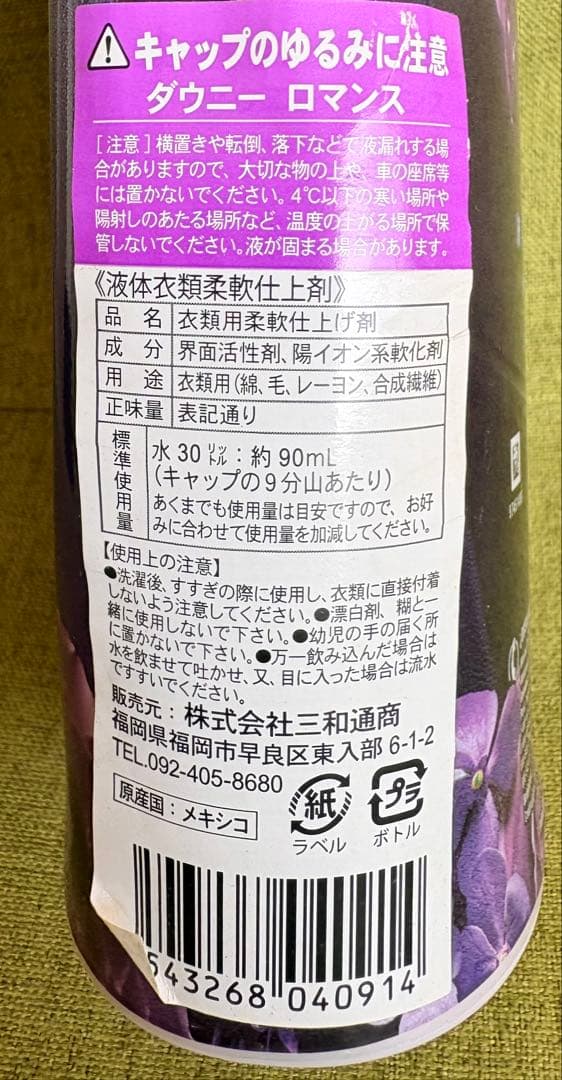 キャップのゆるみに注意
ダウニー ロマンス
[注意]横置きや転倒、落下などで液漏れする場
合がありますので、大切な物の上や、車の座席等
には置かないでください。4℃以下の寒い場所や
陽射しのあたる場所など、温度の上がる場所で保
管しないでください。液が固まる場合があります。
《液体衣類柔軟仕上剤》
品名 衣類用柔軟仕上げ剤
成分 界面活性剤、陽イオン系軟化剤
用途 衣類用(綿、毛、レーヨン、合成繊維)
正味量 表記通り
標準使用量 水30リットル:約90mL
(キャップの9分山あたり)
あくまでも使用量は目安ですので、お好
みに合わせて使用量を加減してください。
【使用上の注意】
●洗濯後、すすぎの際に使用し、衣類に直接付着
しないよう注意してください。●漂白剤、糊と一
緒に使用しないで下さい。●幼児の手の届く所
に置かないで下さい。●万一飲み込んだ場合は
水を飲ませて吐かせ、又、目に入った場合は流水
ですすいでください。
販売元:株式会社三和通商
福岡県福岡市早良区東入部6-1-2
TEL.092-405-8680
原産国:メキシコ
紙
ラベル
プラ
ボトル
543268 040914